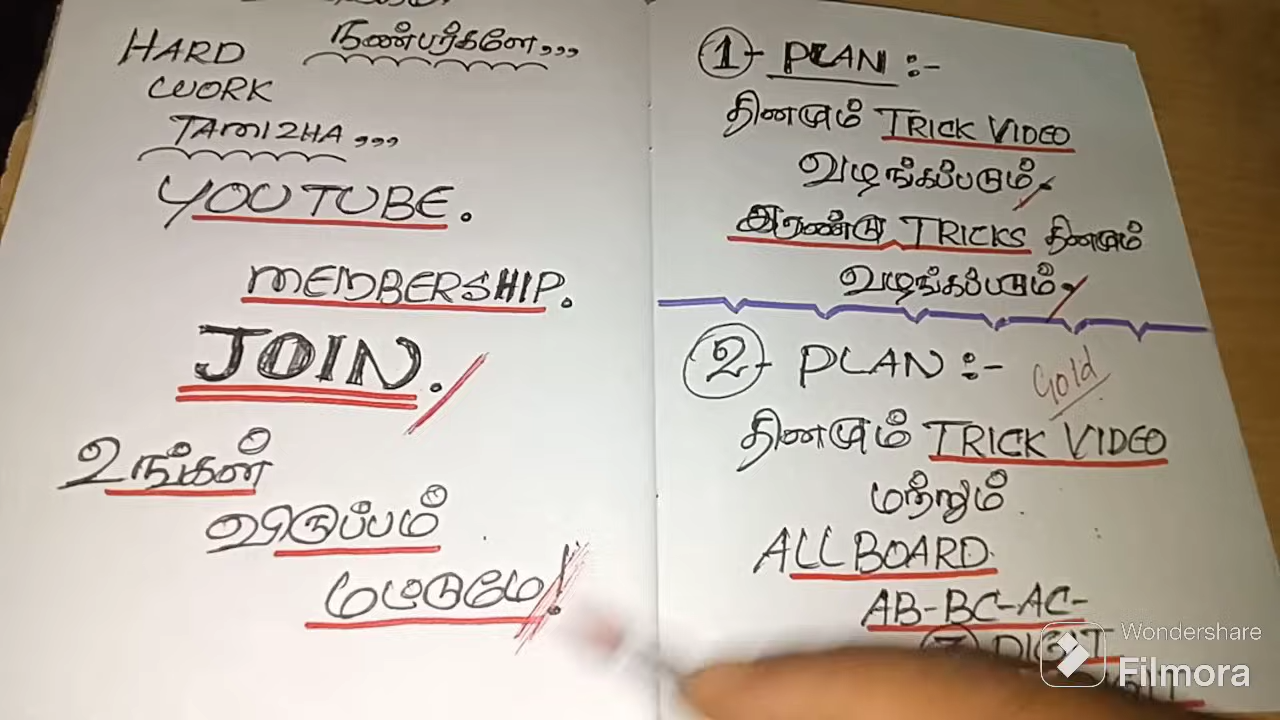 நண்பர்களே,,,
HARD
WORK
TAMIZHA,,,
YOUTUBE.
MEMBERSHIP.
JOIN.
உங்கள்
விருப்பம்
மட்டுமே!
1- PLAN :-
தினமும் TRICK VIDEO
வழங்கப்படும்.
இரண்டு TRICKS தினமும்
வழங்கப்படும்.
2- PLAN :- Gold
தினமும் TRICK VIDEO
மற்றும்
ALL BOARD.
AB-BC-AC-
3 DIGIT
Wondershare
Filmora